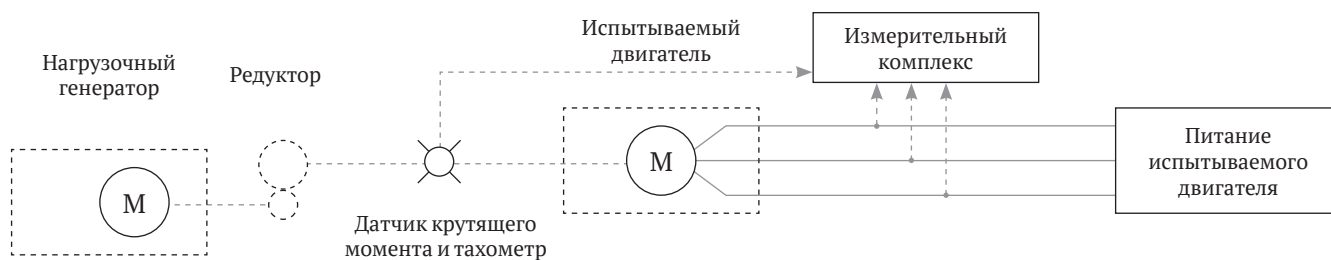 Нагрузочный
генератор
Редуктор
Испытываемый
двигатель
Измерительный
комплекс
М
М
Питание
испытываемого
двигателя
Датчик крутящего
момента и тахометр